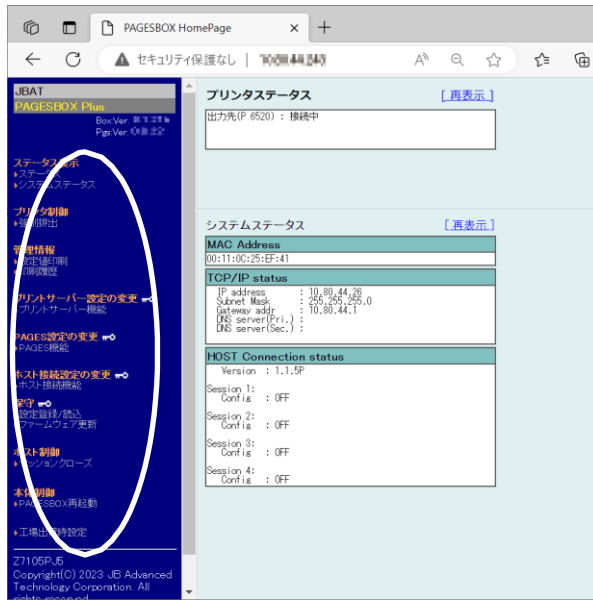 PAGESBOX HomePage
セキュリティ保護なし
JBAT
PAGESBOX Plus
Box:Ver.
Pgs:Ver.
ステータス表示
ステータス
システムステータス
プリンタ制御
強制排出
管理情報
設定値印刷
印刷履歴
プリントサーバー設定の変更
プリントサーバー機能
PAGES設定の変更
PAGES機能
ホスト接続設定の変更
ホスト接続機能
保守
設定登録/読込
ファームウェア更新
ホスト制御
セッションクローズ
本体制御
PAGESBOX再起動
工場出荷時設定
Z7105PJ5
Copyright(C) 2023 JB Advanced
Technology Corporation. All
rights reserved
プリンタステータス [ 再表示 ]
出力先(P 6520) : 接続中
システムステータス [ 再表示 ]
MAC Address
00:11:0C:25:EF:41
TCP/IP status
IP address : 10.80.44.26
Subnet Mask : 255.255.255.0
Gateway addr : 10.80.44.1
DNS server(Pri.) :
DNS server(Sec.) :
HOST Connection status
Version : 1.1.5P
Session 1:
Config : OFF
Session 2:
Config : OFF
Session 3:
Config : OFF
Session 4:
Config : OFF